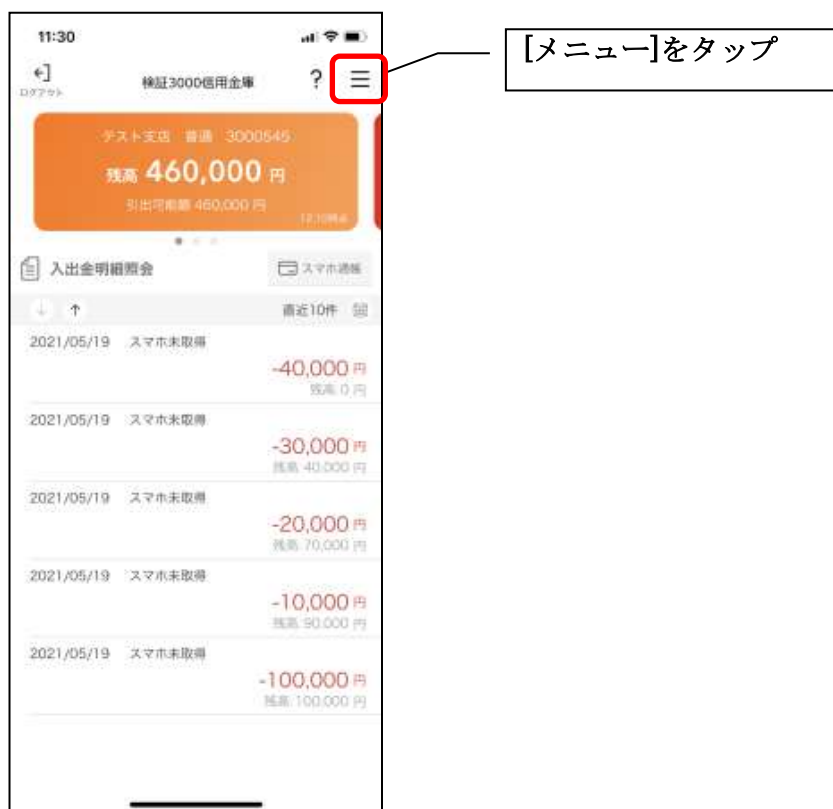 11:30
[メニュー]をタップ
ログアウト
検証3000信用金庫
?
テスト支店 普通 3000545
残高 460,000 円
引出可能額 460,000 円
12:10時点
入出金明細照会
スマホ通帳
↓ ↑
直近10件
2021/05/19 スマホ未取得
-40,000 円
残高 0 円
2021/05/19 スマホ未取得
-30,000 円
残高 40,000 円
2021/05/19 スマホ未取得
-20,000 円
残高 70,000 円
2021/05/19 スマホ未取得
-10,000 円
残高 90,000 円
2021/05/19 スマホ未取得
-100,000 円
残高 100,000 円